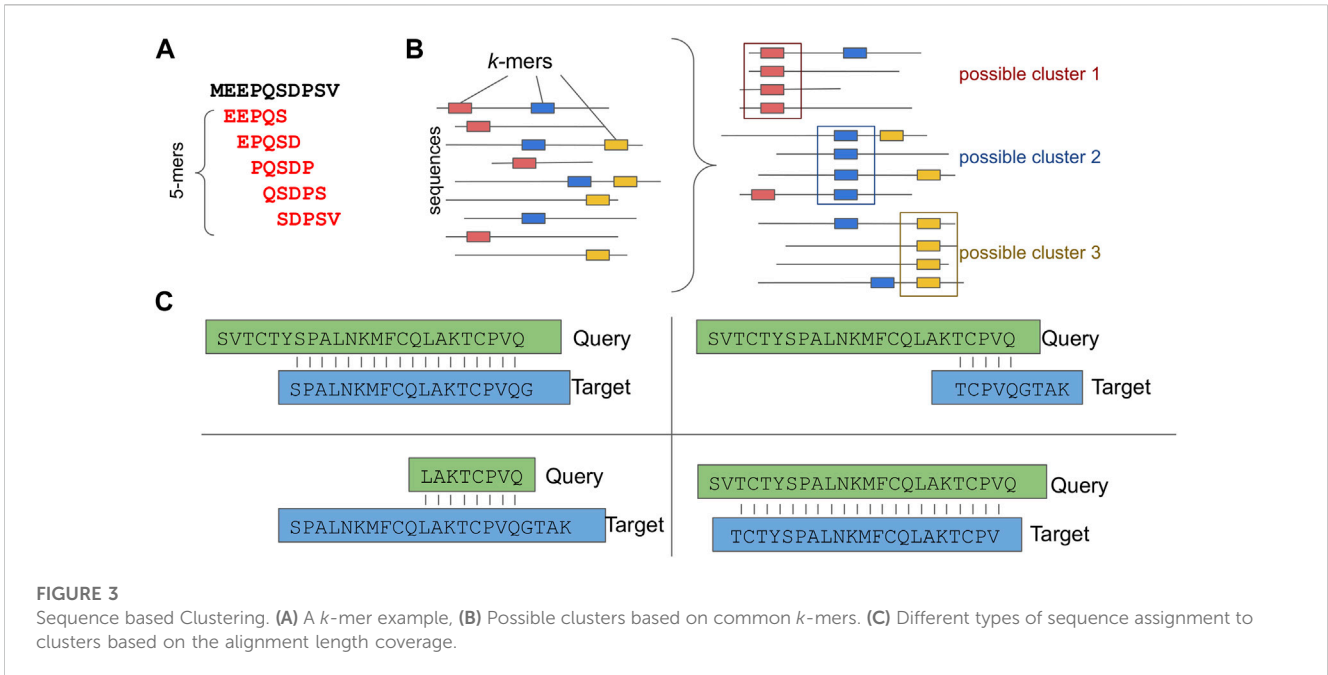 A
MEEPQSDPSV
5-mers
EEPQS
EPQSD
PQSDP
QSDPS
SDPSV
B
k-mers
sequences
possible cluster 1
possible cluster 2
possible cluster 3
C
SVTCTYSPALNKMFCQLAKTCPVQ Query
SPALNKMFCQLAKTCPVQG Target
SVTCTYSPALNKMFCQLAKTCPVQ Query
TCPVQGTAK Target
LAKTCPVQ Query
SPALNKMFCQLAKTCPVQGTAK Target
SVTCTYSPALNKMFCQLAKTCPVQ Query
TCTYSPALNKMFCQLAKTCPV Target
FIGURE 3
Sequence based Clustering. (A) A k-mer example, (B) Possible clusters based on common k-mers. (C) Different types of sequence assignment to
clusters based on the alignment length coverage.